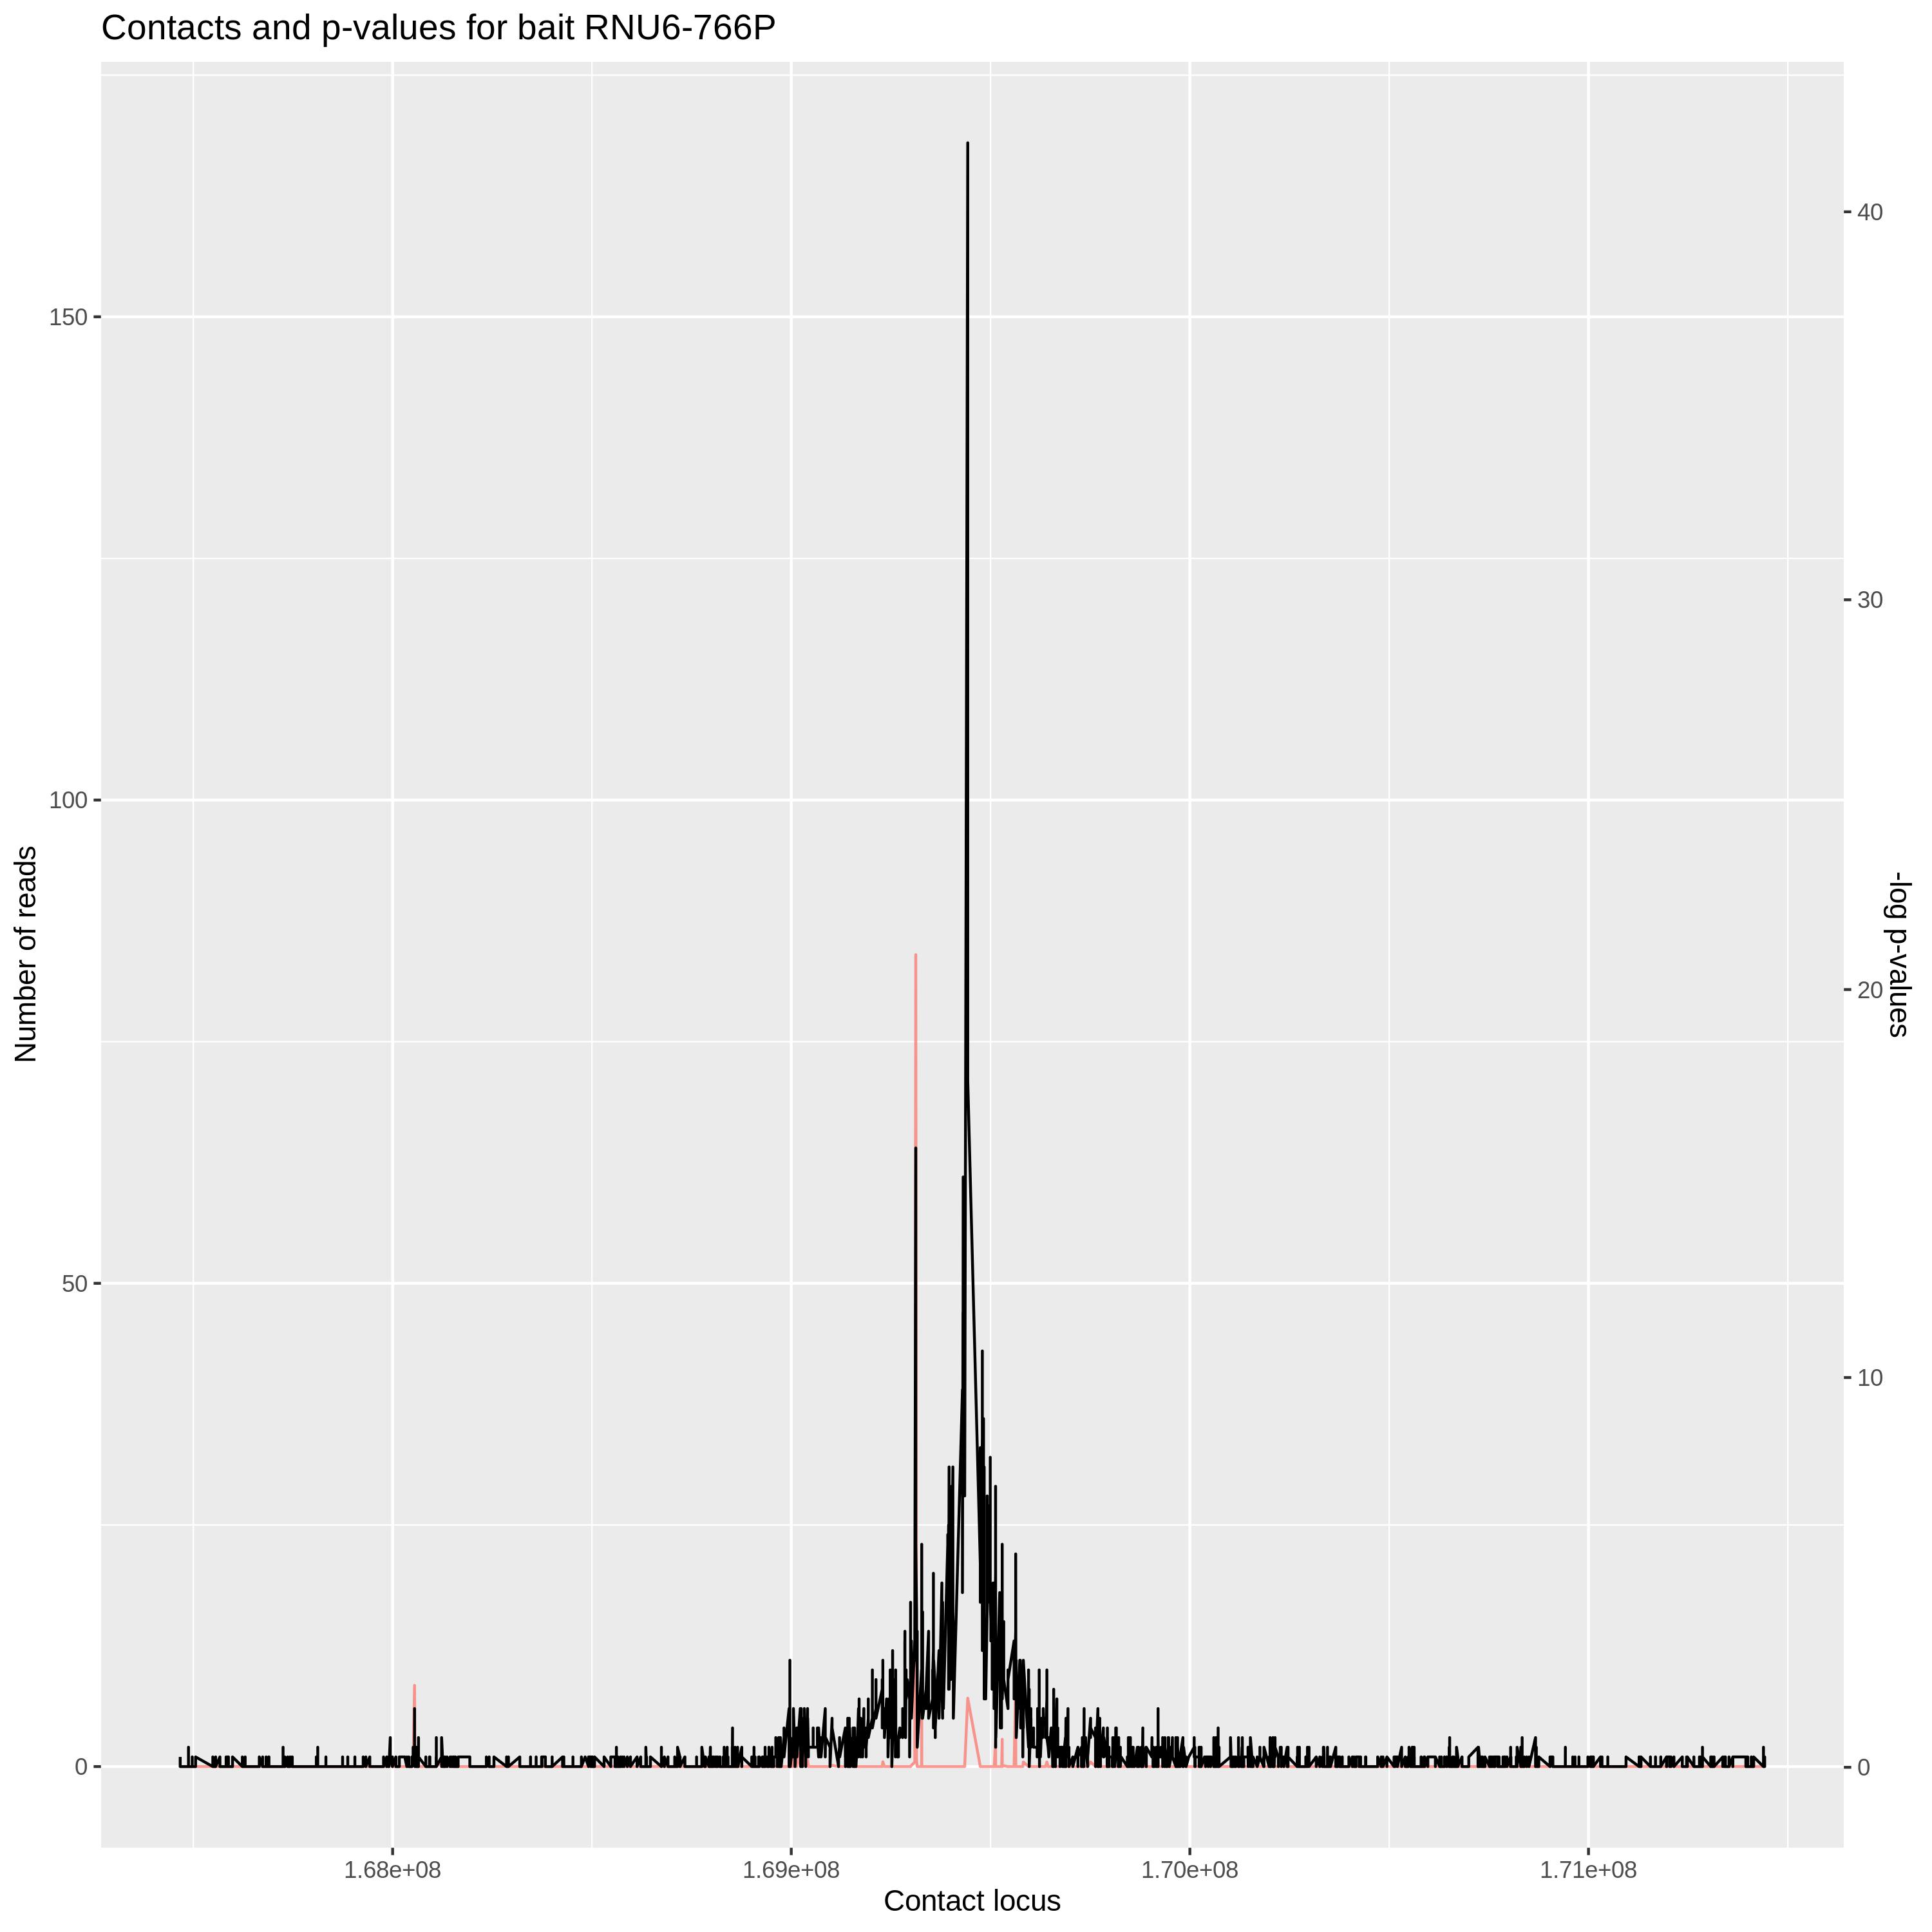 Contacts and p-values for bait RNU6-766P
Number of reads
150
100
50
0
40
30
20
10
0
-log p-values
1.68e+08 1.69e+08 1.70e+08 1.71e+08
Contact locus